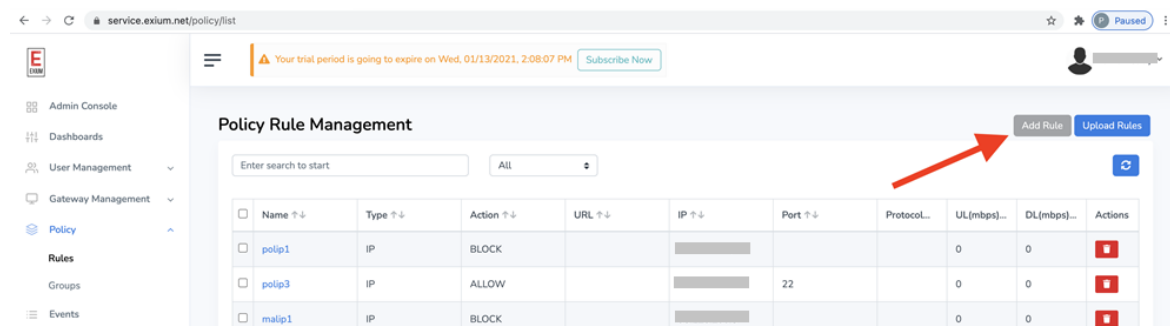 service.exium.net/policy/list
P Paused
E
EXIUM
Your trial period is going to expire on Wed, 01/13/2021, 2:08:07 PM Subscribe Now
Admin Console
Dashboards
User Management
Gateway Management
Policy
Rules
Groups
Events
Policy Rule Management
Add Rule Upload Rules
Enter search to start All
Name Type Action URL IP Port Protocol... UL(mbps)... DL(mbps)... Actions
polip1 IP BLOCK 0 0
polip3 IP ALLOW 22 0 0
malip1 IP BLOCK 0 0